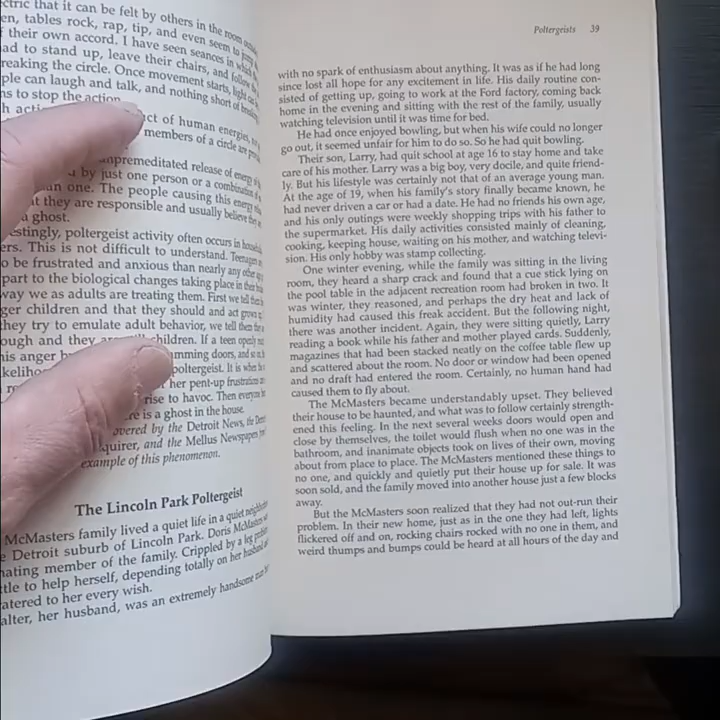 ctric that it can be felt by others in the room
en, tables rock, rap, tip, and even seem to
f their own accord. I have seen seances in which
ad to stand up, leave their chairs, and follow
reaking the circle. Once movement starts, light
ple can laugh and talk, and nothing short of
ns to stop the action.
h acti ct of human energies,
members of a circle are
npremeditated release of energy
d by just one person or a combination
an one. The people causing this energy
t they are responsible and usually believe
a ghost.
estingly, poltergeist activity often occurs in
ers. This is not difficult to understand. Teenagers
o be frustrated and anxious than nearly any other
part to the biological changes taking place in their
way we as adults are treating them. First we tell
ger children and that they should and act
they try to emulate adult behavior, we tell them
ough and they children. If a teen
his anger mming doors, and
keliho poltergeist. It is
her pent-up frustrations
rise to havoc. Then everyone
re is a ghost in the house.
overed by the Detroit News, the
quirer, and the Mellus Newspapers
example of this phenomenon.
The Lincoln Park Poltergeist
McMasters family lived a quiet life in a quiet
e Detroit suburb of Lincoln Park. Doris McMasters
nating member of the family. Crippled by a leg
ttle to help herself, depending totally on her husband
atered to her every wish.
alter, her husband, was an extremely handsome
Poltergeists 39
with no spark of enthusiasm about anything. It was as if he had long
since lost all hope for any excitement in life. His daily routine con-
sisted of getting up, going to work at the Ford factory, coming back
home in the evening and sitting with the rest of the family, usually
watching television until it was time for bed.
He had once enjoyed bowling, but when his wife could no longer
go out, it seemed unfair for him to do so. So he had quit bowling.
Their son, Larry, had quit school at age 16 to stay home and take
care of his mother. Larry was a big boy, very docile, and quite friend-
ly. But his lifestyle was certainly not that of an average young man.
At the age of 19, when his family's story finally became known, he
had never driven a car or had a date. He had no friends his own age,
and his only outings were weekly shopping trips with his father to
the supermarket. His daily activities consisted mainly of cleaning,
cooking, keeping house, waiting on his mother, and watching televi-
sion. His only hobby was stamp collecting.
One winter evening, while the family was sitting in the living
room, they heard a sharp crack and found that a cue stick lying on
the pool table in the adjacent recreation room had broken in two. It
was winter, they reasoned, and perhaps the dry heat and lack of
humidity had caused this freak accident. But the following night,
there was another incident. Again, they were sitting quietly, Larry
reading a book while his father and mother played cards. Suddenly,
magazines that had been stacked neatly on the coffee table flew up
and scattered about the room. No door or window had been opened
and no draft had entered the room. Certainly, no human hand had
caused them to fly about.
The McMasters became understandably upset. They believed
their house to be haunted, and what was to follow certainly strength-
ened this feeling. In the next several weeks doors would open and
close by themselves, the toilet would flush when no one was in the
bathroom, and inanimate objects took on lives of their own, moving
about from place to place. The McMasters mentioned these things to
no one, and quickly and quietly put their house up for sale. It was
soon sold, and the family moved into another house just a few blocks
away.
But the McMasters soon realized that they had not out-run their
problem. In their new home, just as in the one they had left, lights
flickered off and on, rocking chairs rocked with no one in them, and
weird thumps and bumps could be heard at all hours of the day and